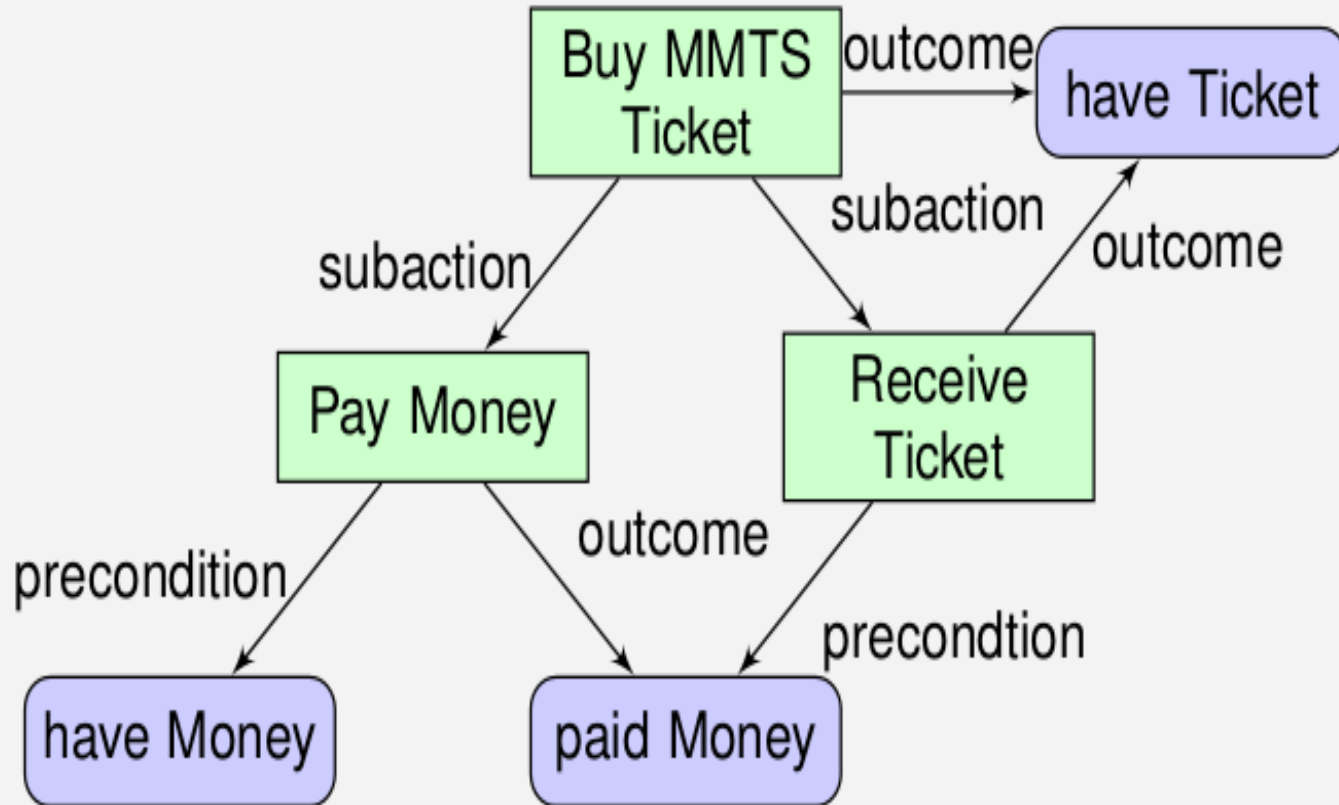 Buy MMTS
Ticket
outcome
have Ticket
subaction
subaction
outcome
Pay Money
Receive
Ticket
precondition
outcome
precondtion
have Money
paid Money